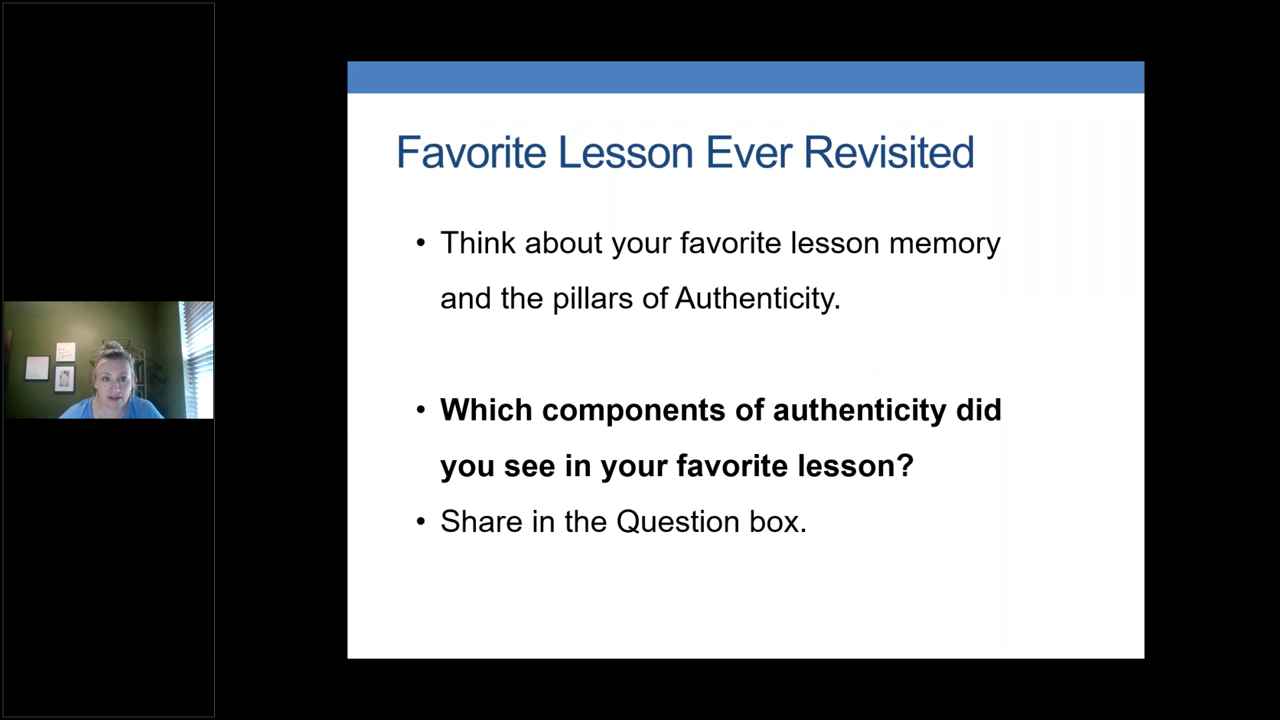 Favorite Lesson Ever Revisited
• Think about your favorite lesson memory
and the pillars of Authenticity.
• Which components of authenticity did
you see in your favorite lesson?
• Share in the Question box.